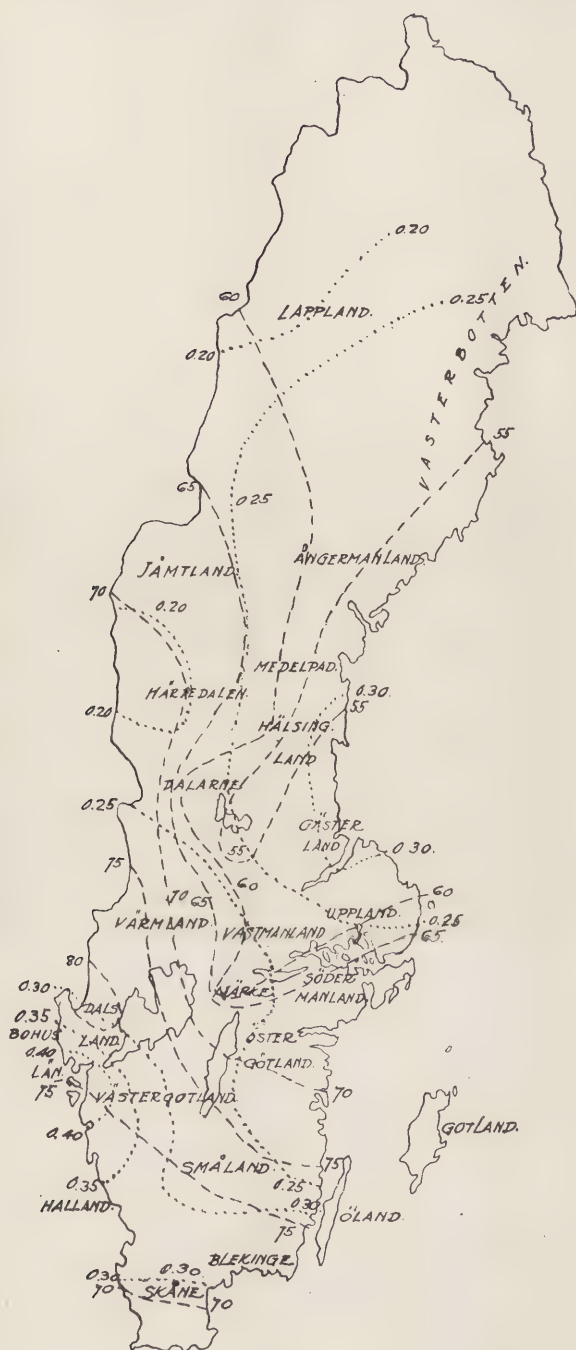 0.20
60
0.25
LAPPLAND.
0.20
VÄSTERBOTTEN.
55
65
0.25
ÅNGERMANLAND.
JÄMTLAND.
70
0.20
MEDELPAD.
HÄRJEDALEN.
0.30.
55
0.20
HÄLSING
LAND
DALARNE
0.25
GÄSTER
LAND
55
0.30.
75
60
60
70
65
UPPLAND.
VÄRMLAND
0.25
VÄSTMANLAND
65.
80
SÖDER
MANLAND.
0.30
NÄRKE
DALS
0.35
BOHUS
LAND.
ÖSTER
0.40
GÖTLAND.
LÄN.
75
70
VÄSTERGÖTLAND.
GOTLAND.
0.40
75
SMÅLAND.
0.35
0.25
HALLAND.
0.30
ÖLAND.
75
BLEKINGE
0.30
0.30
70
SKÅNE
70